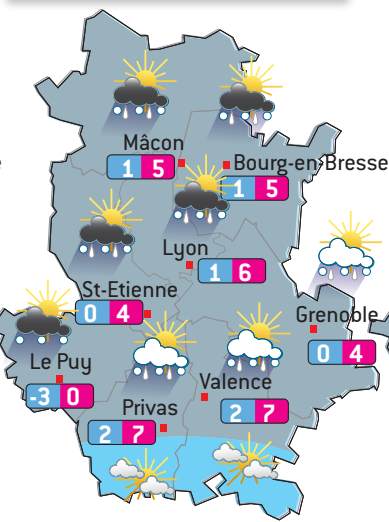 Mâcon
1 5
Bourg-en-Bresse
1 5
Lyon
1 6
St-Etienne
0 4
Grenoble
0 4
Le Puy
-3 0
Valence
2 7
Privas
2 7